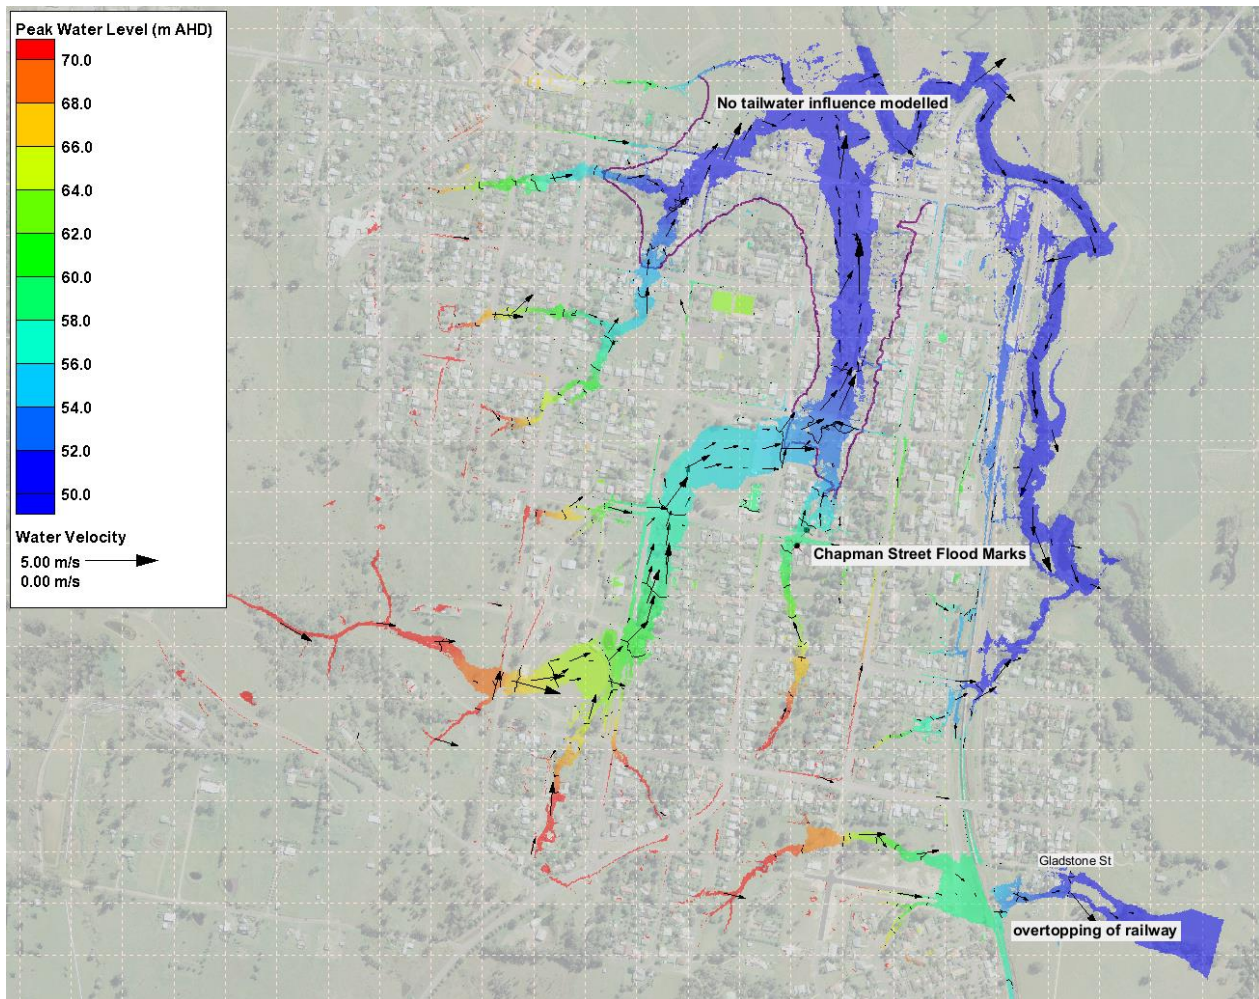 Peak Water Level (m AHD)
70.0
68.0
66.0
64.0
62.0
60.0
58.0
56.0
54.0
52.0
50.0
Water Velocity
5.00 m/s
0.00 m/s
No tailwater influence modelled
Chapman Street Flood Marks
Gladstone St
overtopping of railway